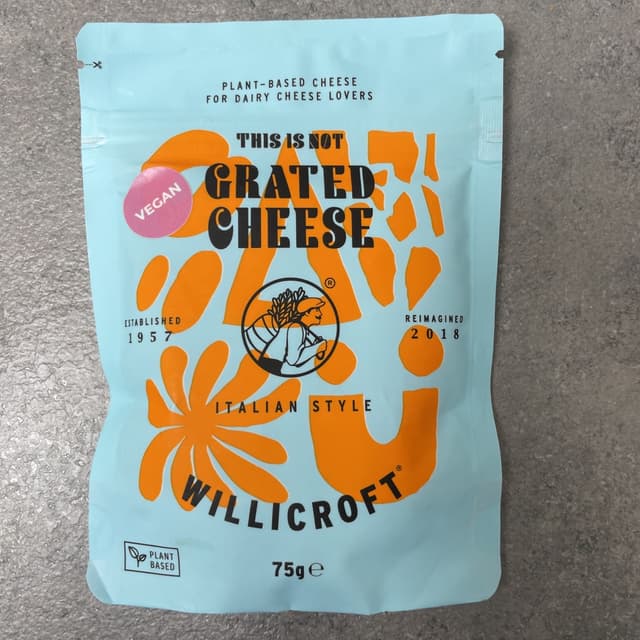 PLANT-BASED CHEESE
FOR DAIRY CHEESE LOVERS
THIS IS NOT
GRATED
CHEESE
VEGAN
®
ESTABLISHED
1957
REIMAGINED
2018
ITALIAN STYLE
WILLICROFT®
PLANT
BASED
75g ℮